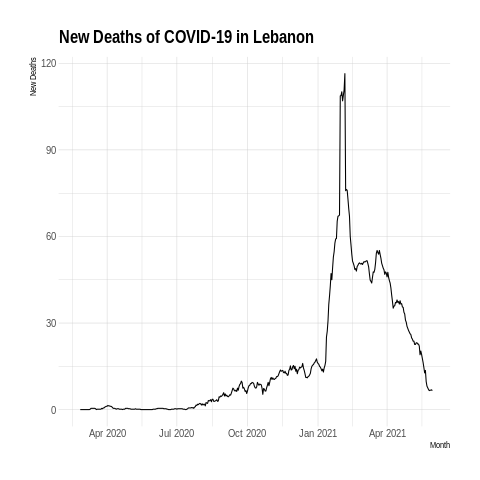 New Deaths of COVID-19 in Lebanon
New Deaths
120
90
60
30
0
Apr 2020 Jul 2020 Oct 2020 Jan 2021 Apr 2021
Month